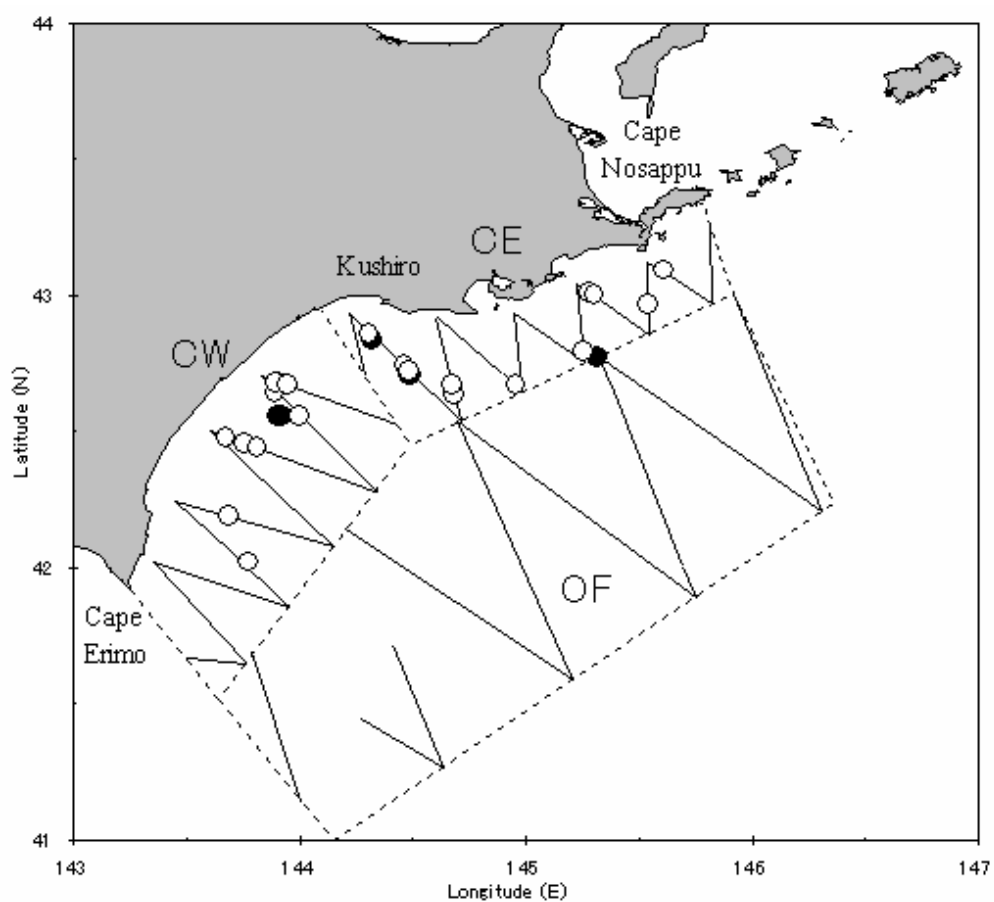 44
Cape
Nosappu
CE
Kushiro
43
CW
Latitude (N)
42
OF
Cape
Erimo
41
143
144
145
146
147
Longitude (E)